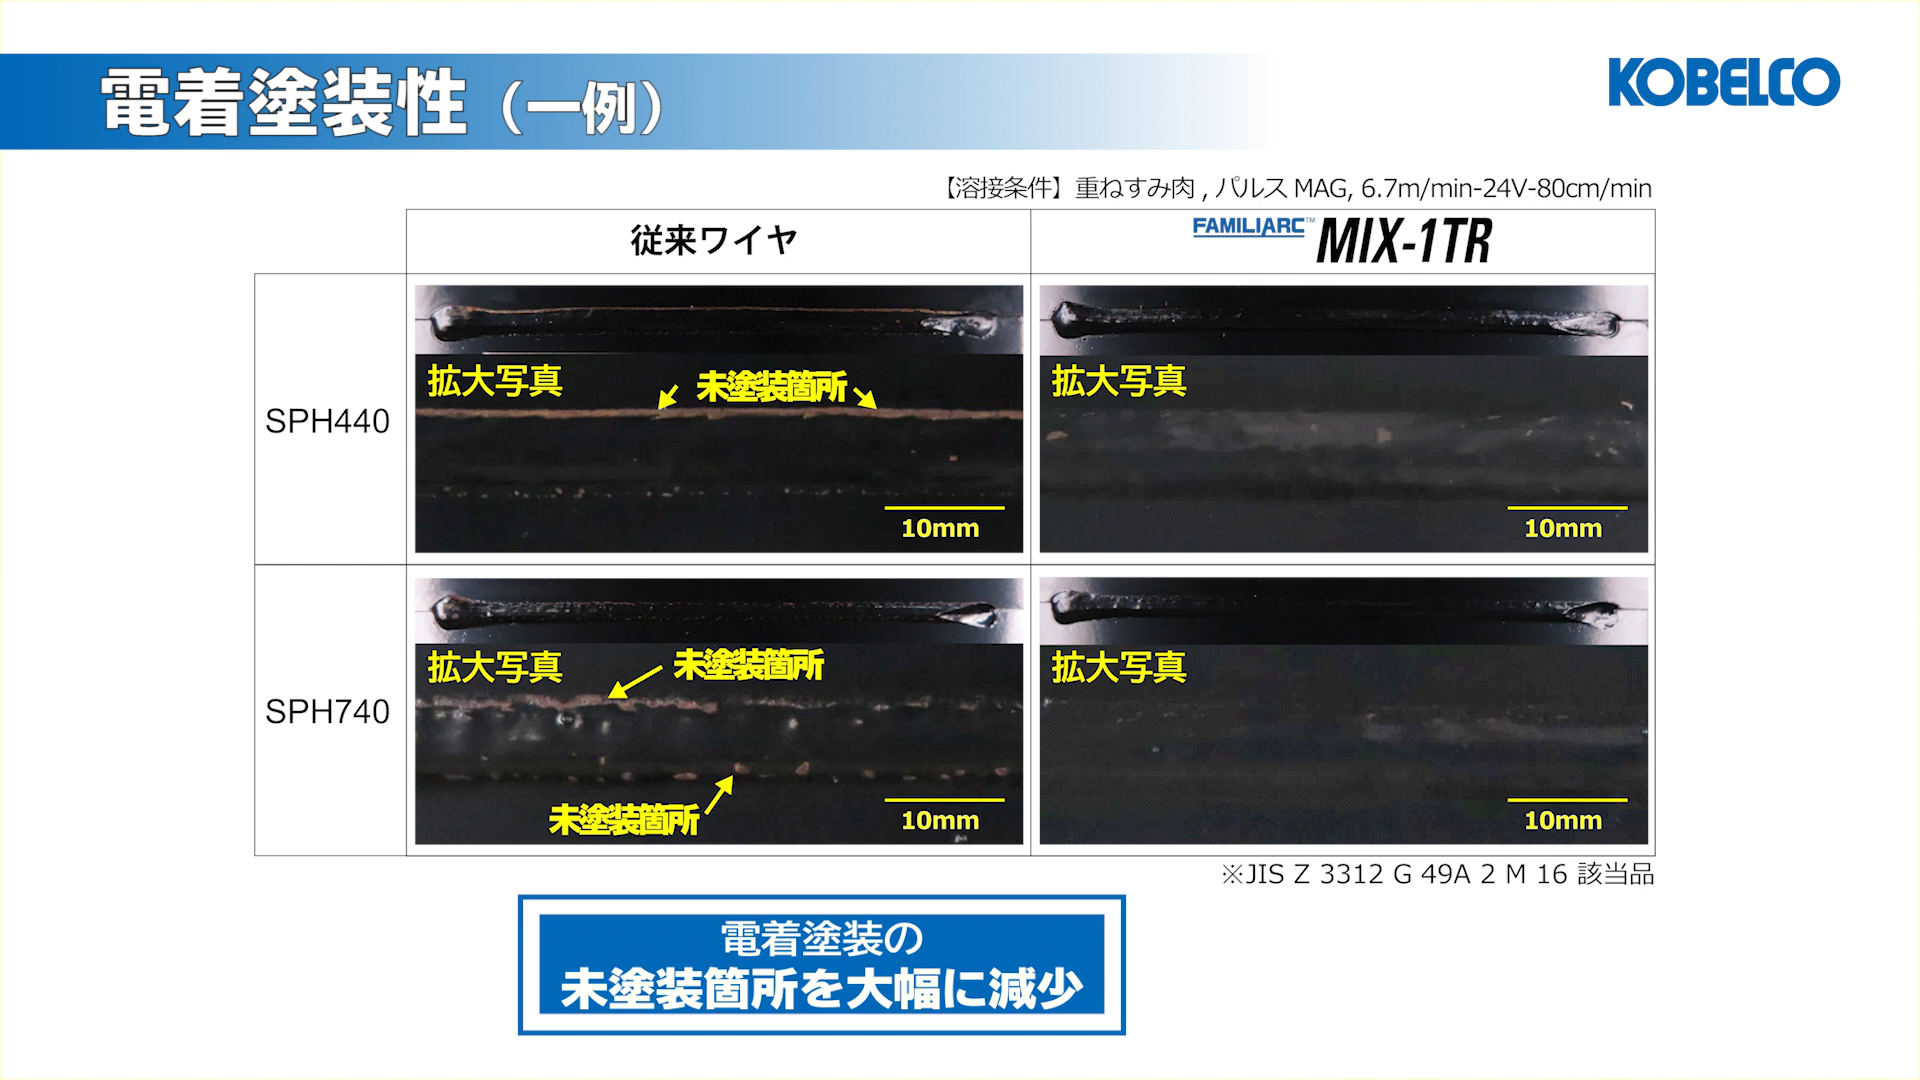 電着塗装性（一例）
KOBELCO
【溶接条件】重ねすみ肉 , パルス MAG, 6.7m/min-24V-80cm/min
従来ワイヤ
FAMILIARC™ MIX-1TR
SPH440
拡大写真
未塗装箇所
10mm
拡大写真
10mm
SPH740
拡大写真
未塗装箇所
未塗装箇所
10mm
拡大写真
10mm
※JIS Z 3312 G 49A 2 M 16 該当品
電着塗装の
未塗装箇所を大幅に減少